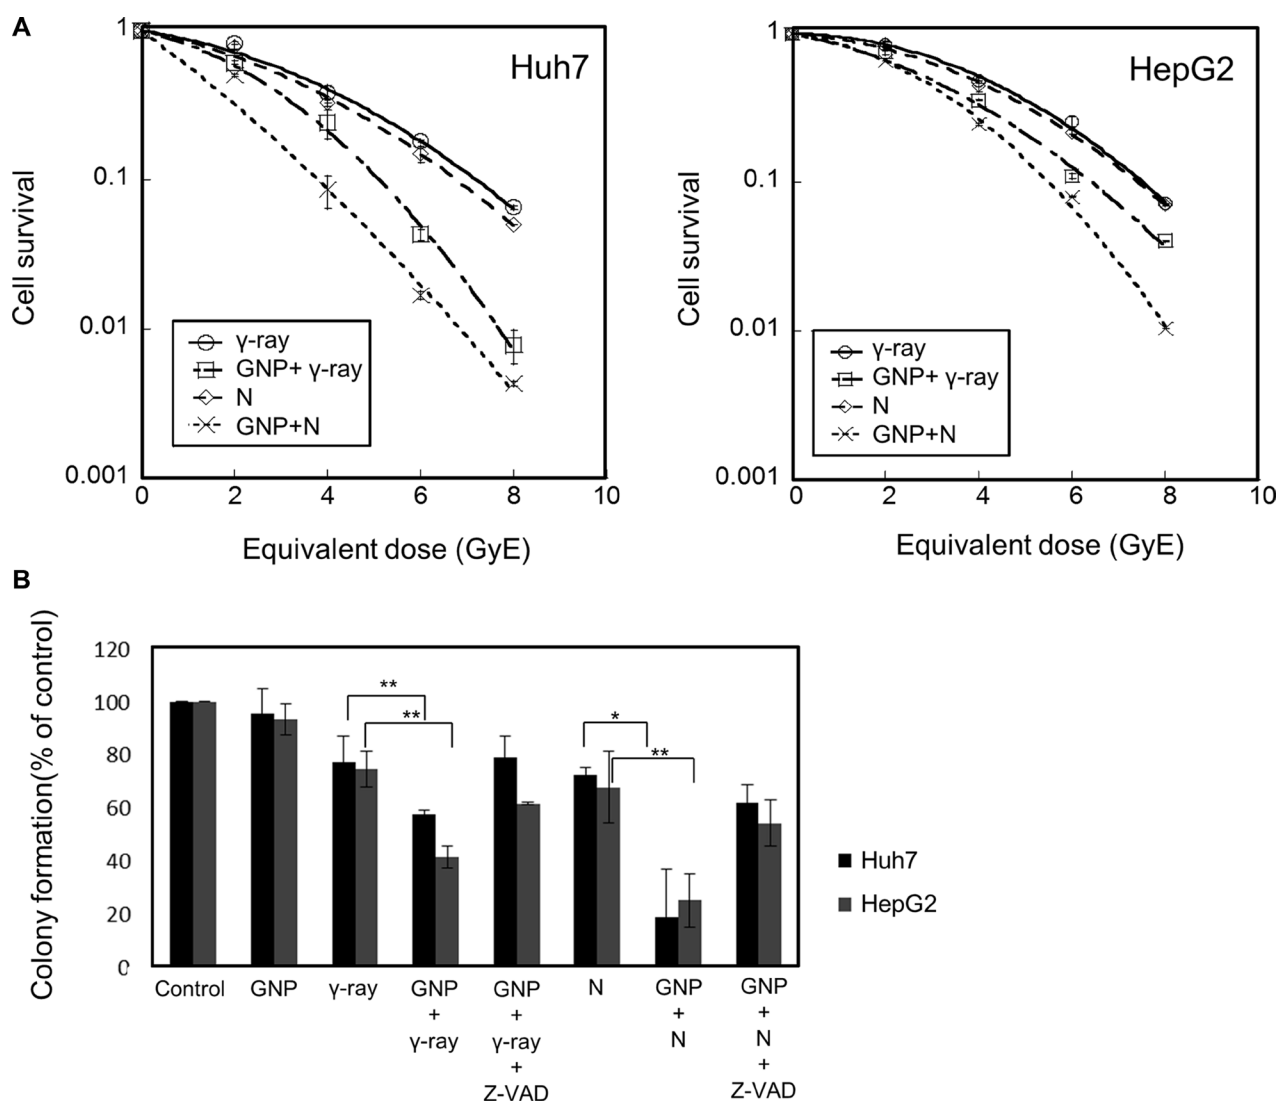 A
Huh7
Cell survival
1
0.1
0.01
0.001
γ-ray
GNP+ γ-ray
N
GNP+N
0 2 4 6 8 10
Equivalent dose (GyE)
HepG2
Cell survival
1
0.1
0.01
0.001
γ-ray
GNP+ γ-ray
N
GNP+N
0 2 4 6 8 10
Equivalent dose (GyE)
B
Colony formation(% of control)
120
100
80
60
40
20
0
**
**
*
**
Control
GNP
γ-ray
GNP
+
γ-ray
GNP
+
γ-ray
+
Z-VAD
N
GNP
+
N
GNP
+
N
+
Z-VAD
Huh7
HepG2